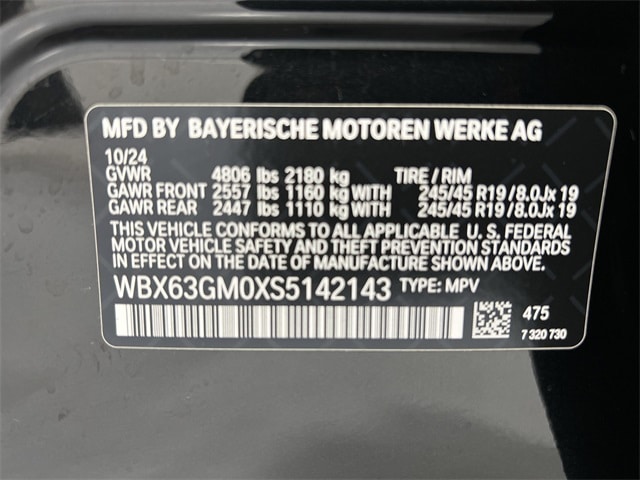 MFD BY BAYERISCHE MOTOREN WERKE AG
10/24
GVWR 4806 lbs 2180 kg TIRE / RIM
GAWR FRONT 2557 lbs 1160 kg WITH 245/45 R19 / 8.0Jx 19
GAWR REAR 2447 lbs 1110 kg WITH 245/45 R19 / 8.0Jx 19
THIS VEHICLE CONFORMS TO ALL APPLICABLE U. S. FEDERAL
MOTOR VEHICLE SAFETY AND THEFT PREVENTION STANDARDS
IN EFFECT ON THE DATE OF MANUFACTURE SHOWN ABOVE.
WBX63GM0XS5142143 TYPE: MPV
475
7 320 730